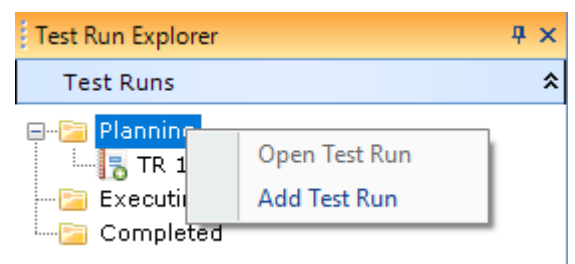 Test Run Explorer
Test Runs
Planning
Open Test Run
TR 1
Add Test Run
Completed